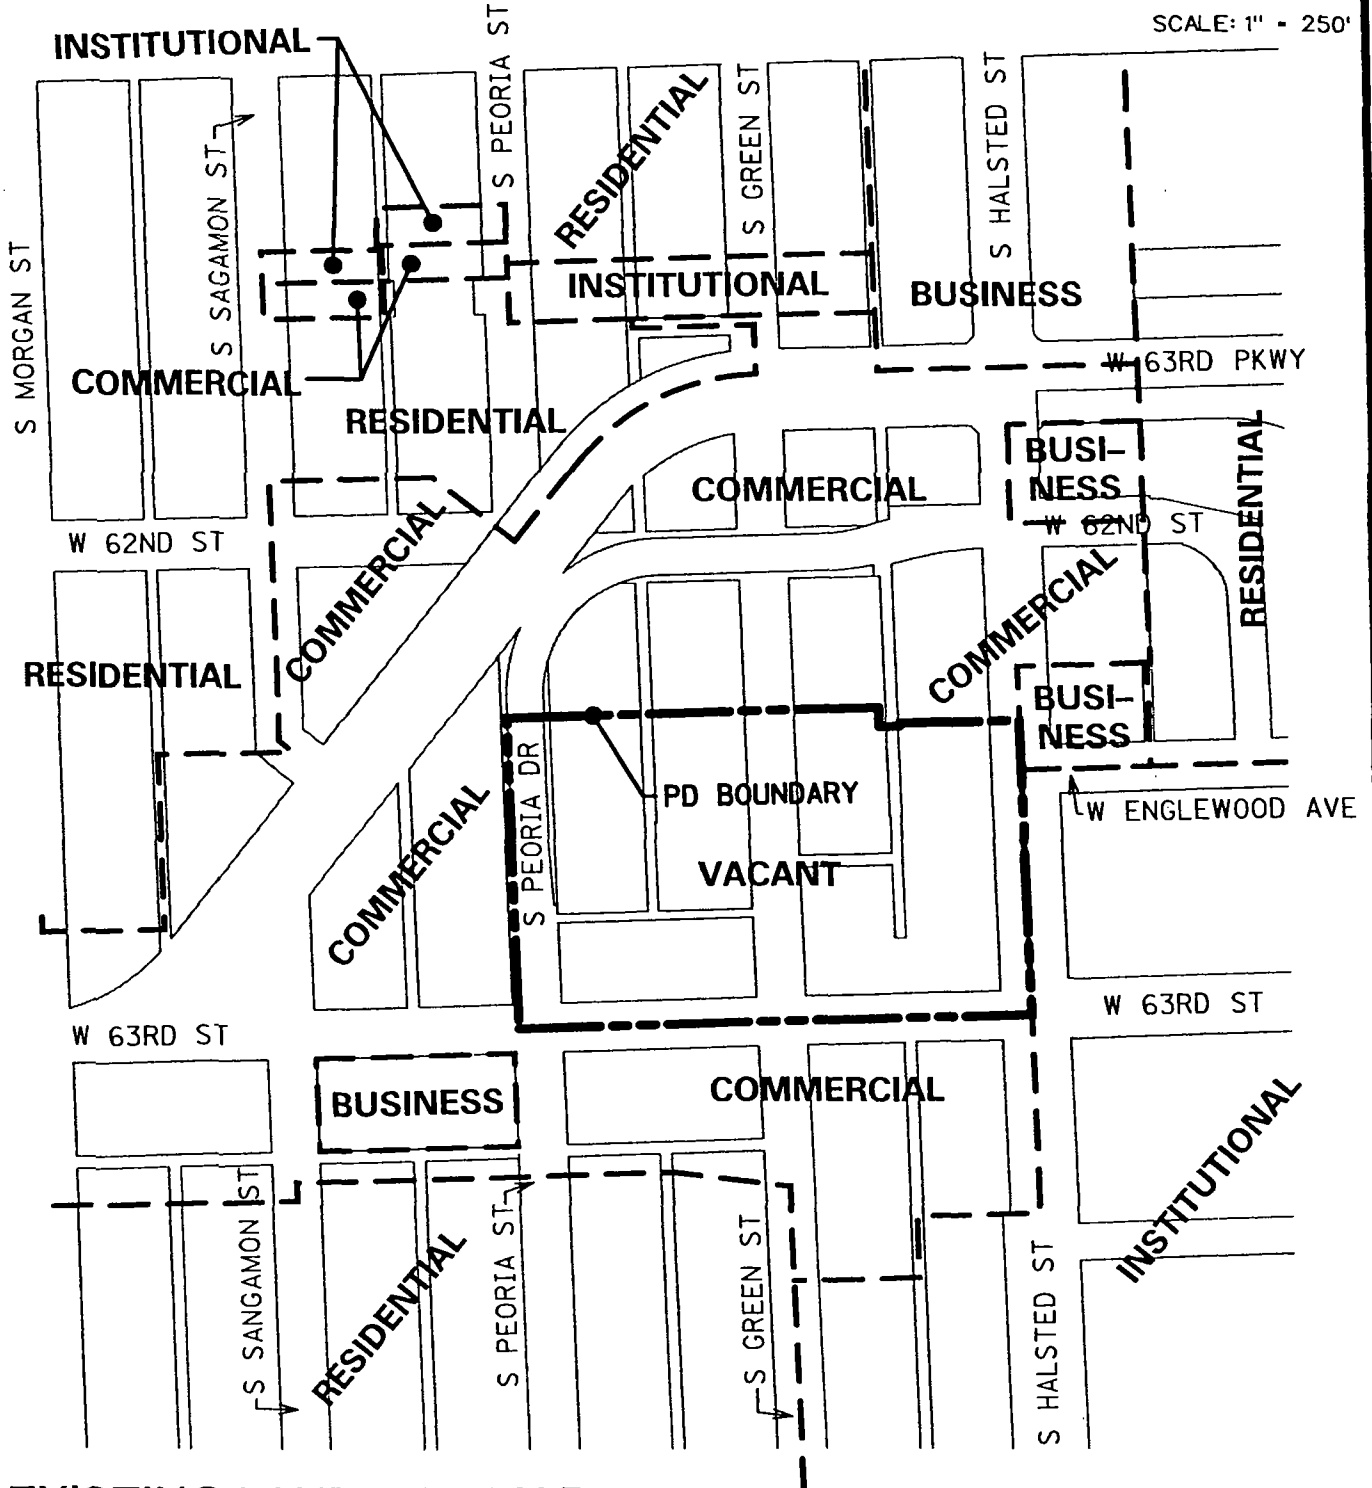 SCALE: 1" - 250'
INSTITUTIONAL
S PEORIA ST
S SAGAMON ST
RESIDENTIAL
S GREEN ST
S HALSTED ST
S MORGAN ST
INSTITUTIONAL
BUSINESS
W 63RD PKWY
COMMERCIAL
RESIDENTIAL
BUSI-
NESS
COMMERCIAL
RESIDENTIAL
W 62ND ST
W 62ND ST
COMMERCIAL
COMMERCIAL
RESIDENTIAL
BUSI-
NESS
S PEORIA DR
PD BOUNDARY
W ENGLEWOOD AVE
COMMERCIAL
VACANT
W 63RD ST
W 63RD ST
BUSINESS
COMMERCIAL
INSTITUTIONAL
S SANGAMON ST
RESIDENTIAL
S PEORIA ST
S GREEN ST
S HALSTED ST